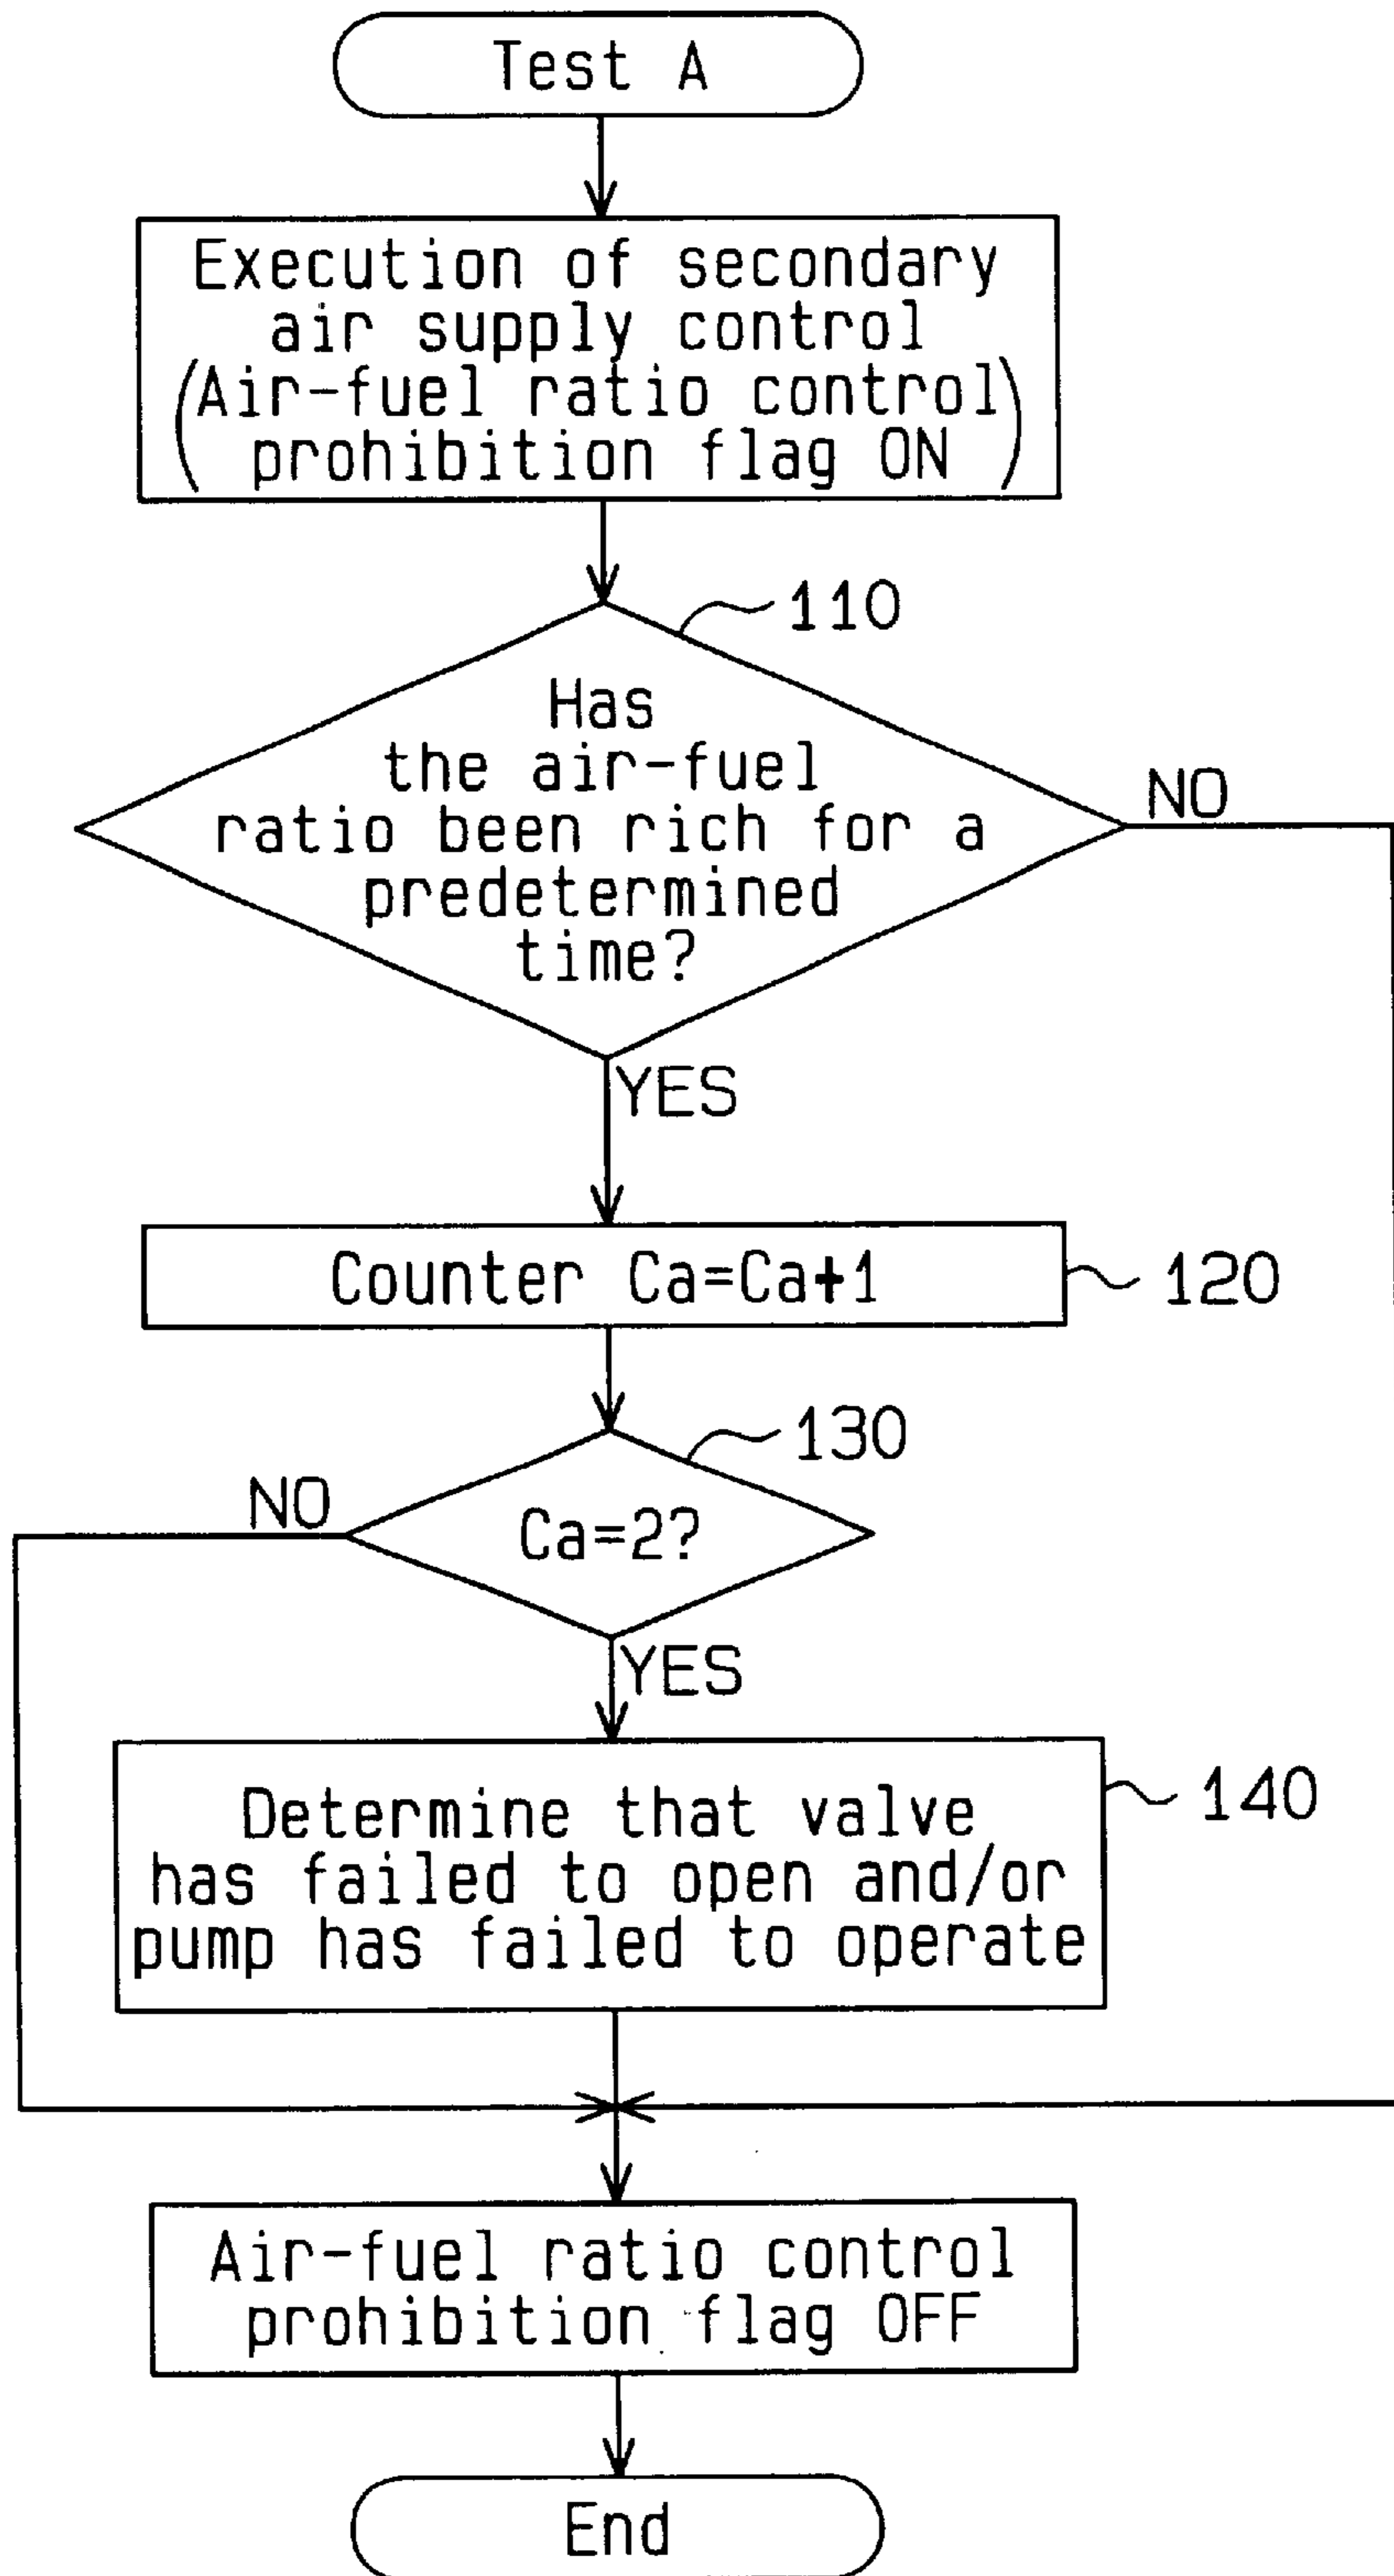 Test A
Execution of secondary
air supply control
(Air-fuel ratio control
prohibition flag ON)
110
Has
the air-fuel
ratio been rich for a
predetermined
time?
NO
YES
Counter Ca=Ca+1
120
130
NO
Ca=2?
YES
140
Determine that valve
has failed to open and/or
pump has failed to operate
Air-fuel ratio control
prohibition flag OFF
End